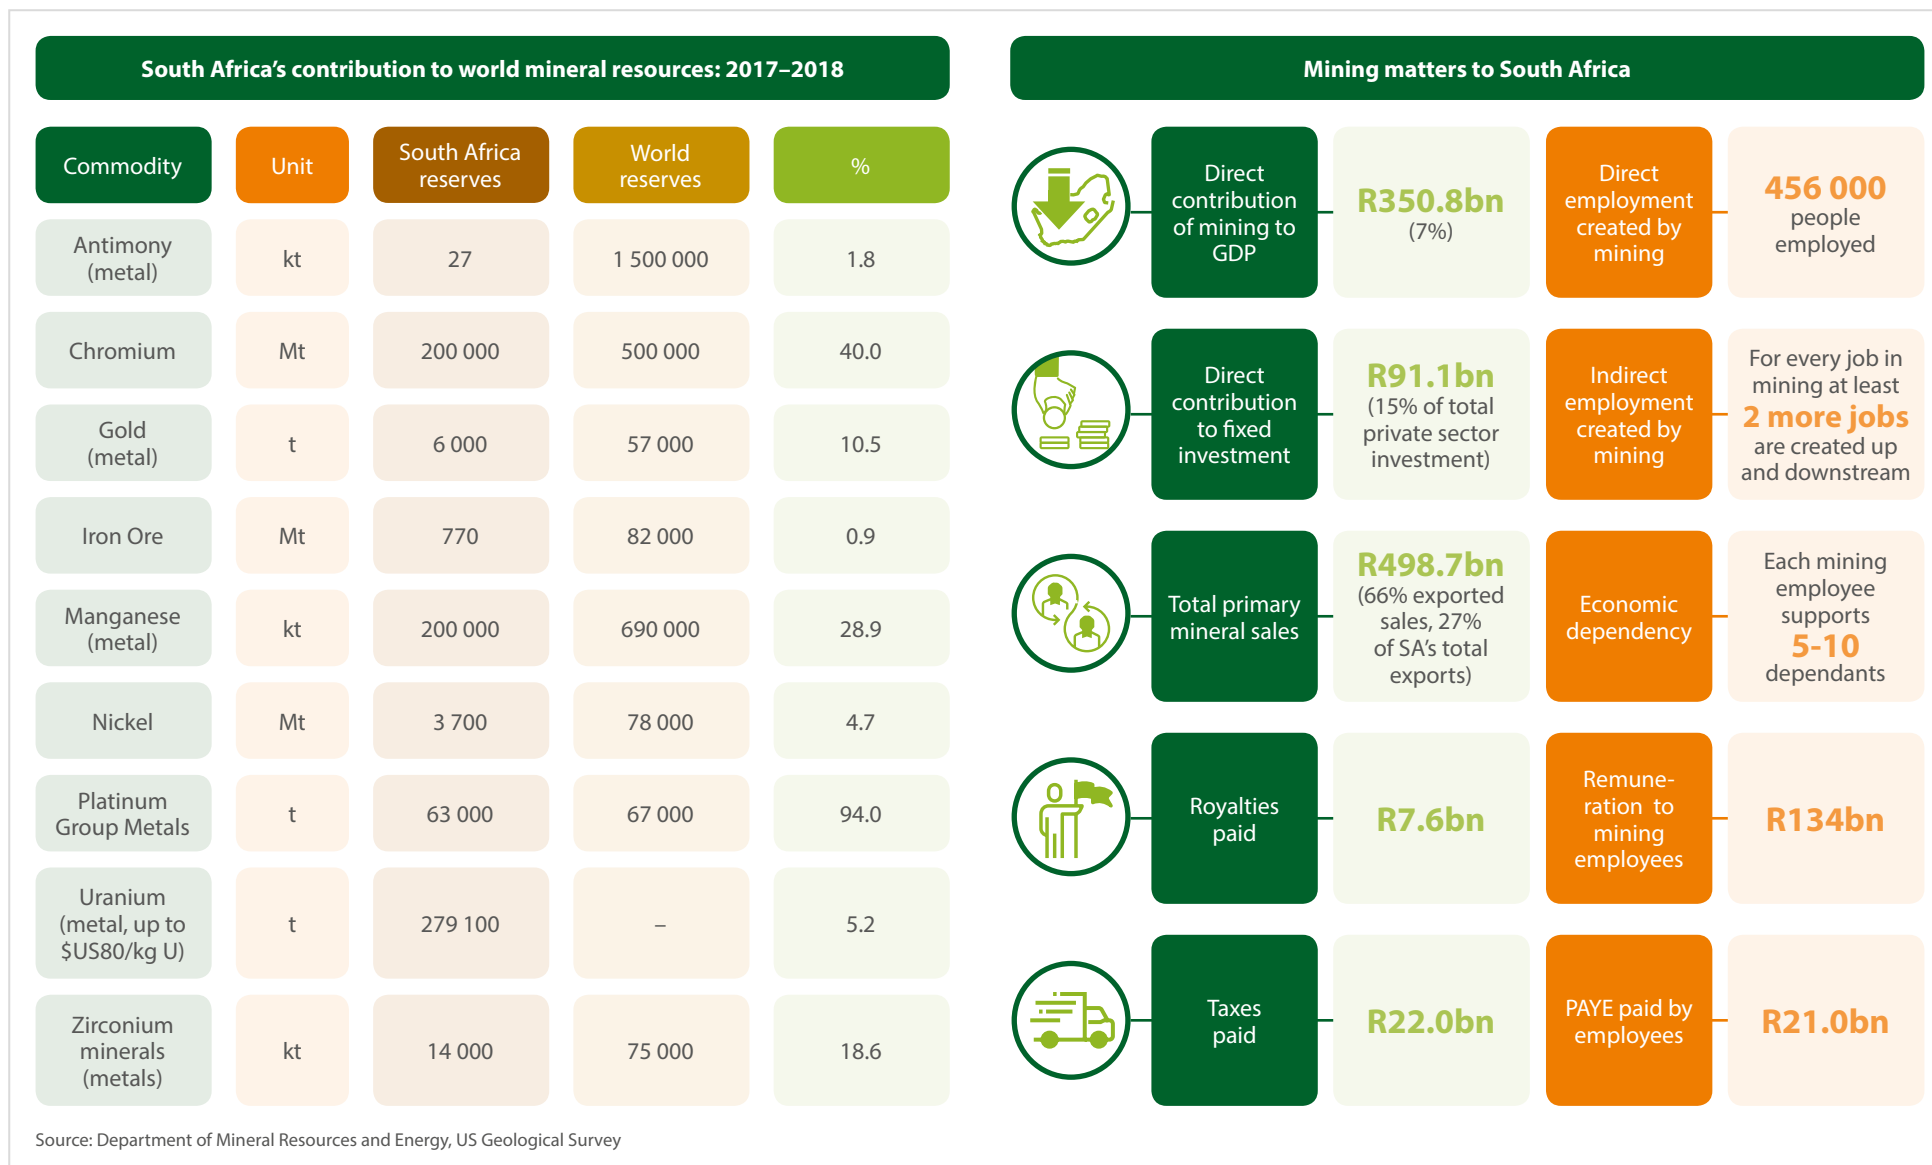 South Africa's contribution to world mineral resources: 2017–2018
Commodity
Unit
South Africa
reserves
World
reserves
%
Antimony
(metal)
kt
27
1 500 000
1.8
Chromium
Mt
200 000
500 000
40.0
Gold
(metal)
t
6 000
57 000
10.5
Iron Ore
Mt
770
82 000
0.9
Manganese
(metal)
kt
200 000
690 000
28.9
Nickel
Mt
3 700
78 000
4.7
Platinum
Group Metals
t
63 000
67 000
94.0
Uranium
(metal, up to
$US80/kg U)
t
279 100
–
5.2
Zirconium
minerals
(metals)
kt
14 000
75 000
18.6
Source: Department of Mineral Resources and Energy, US Geological Survey
Mining matters to South Africa
Direct
contribution
of mining to
GDP
R350.8bn
(7%)
Direct
employment
created by
mining
456 000
people
employed
Direct
contribution
to fixed
investment
R91.1bn
(15% of total
private sector
investment)
Indirect
employment
created by
mining
For every job in
mining at least
2 more jobs
are created up
and downstream
Total primary
mineral sales
R498.7bn
(66% exported
sales, 27%
of SA's total
exports)
Economic
dependency
Each mining
employee
supports
5-10
dependants
Royalties
paid
R7.6bn
Remune-
ration to
mining
employees
R134bn
Taxes
paid
R22.0bn
PAYE paid by
employees
R21.0bn